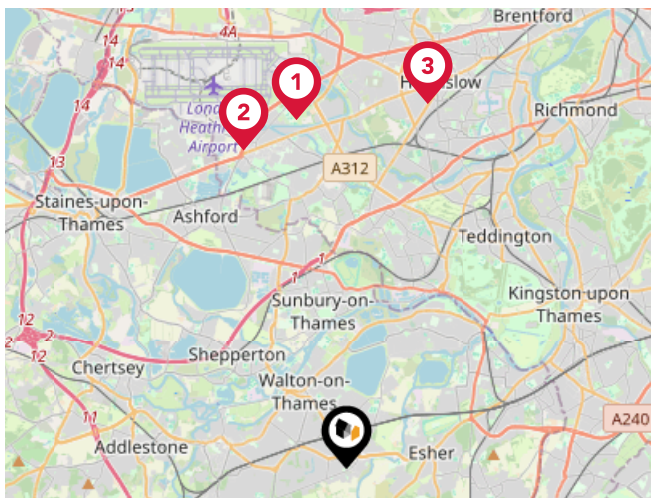 14
4A
Brentford
14
1
3
Hounslow
14
2
London
Heathrow
Airport
Richmond
13
A312
Staines-upon-
Thames
Ashford
Teddington
1
1
Sunbury-on-
Thames
Kingston upon
Thames
12
2
2
12
Shepperton
Chertsey
Walton-on-
Thames
11
A240
Addlestone
Esher